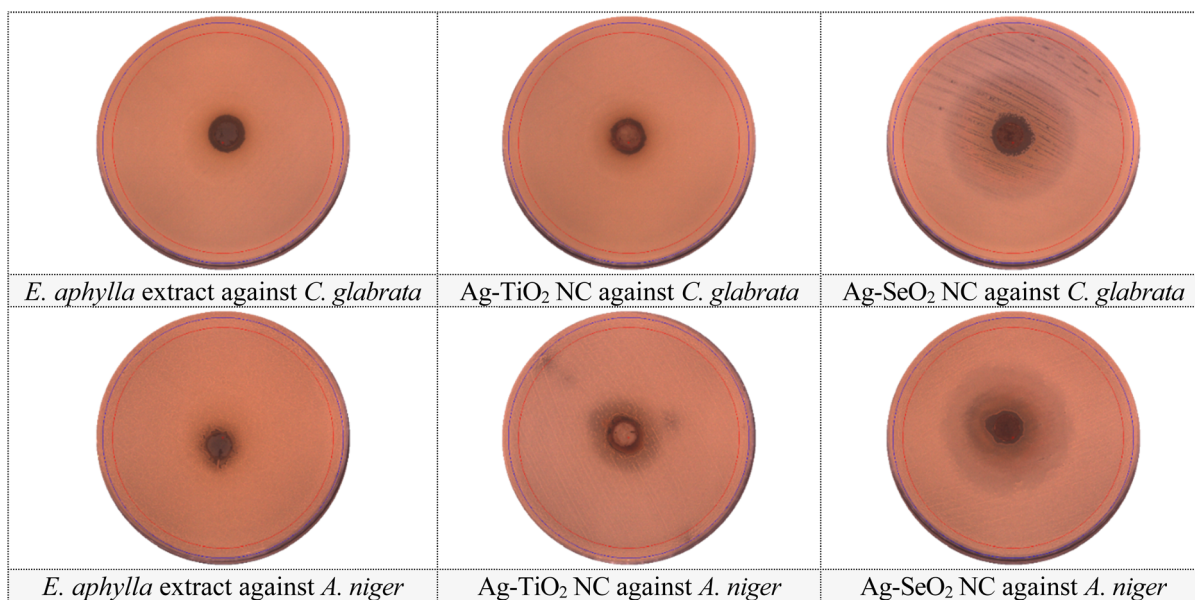 E. aphylla extract against C. glabrata
Ag-TiO₂ NC against C. glabrata
Ag-SeO₂ NC against C. glabrata
E. aphylla extract against A. niger
Ag-TiO₂ NC against A. niger
Ag-SeO₂ NC against A. niger